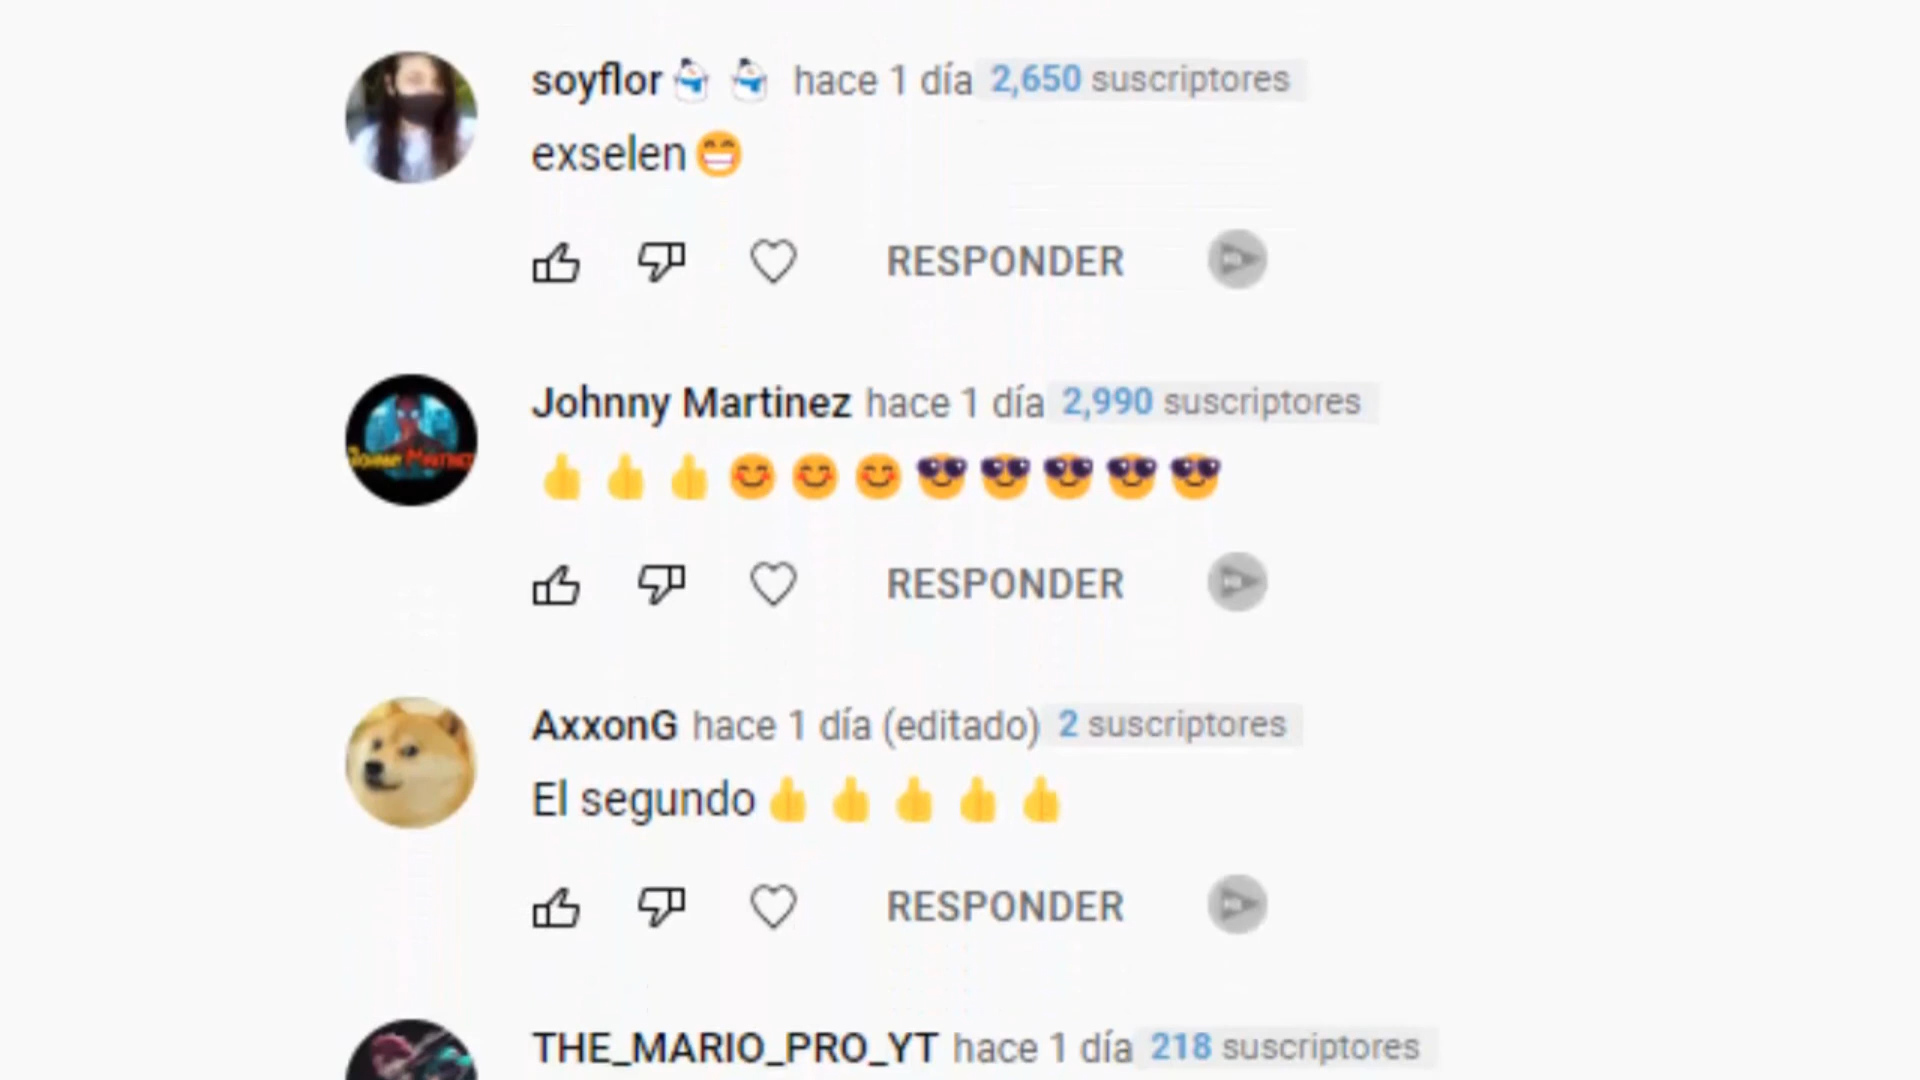 soyflor⛄ ⛄ hace 1 día 2,650 suscriptores
exselen😁
RESPONDER
Johnny Martinez hace 1 día 2,990 suscriptores
👍 👍 👍 😊 😊 😊 😎 😎 😎 😎 😎
RESPONDER
AxxonG hace 1 día (editado) 2 suscriptores
El segundo 👍 👍 👍 👍 👍
RESPONDER
THE_MARIO_PRO_YT hace 1 día 218 suscriptores